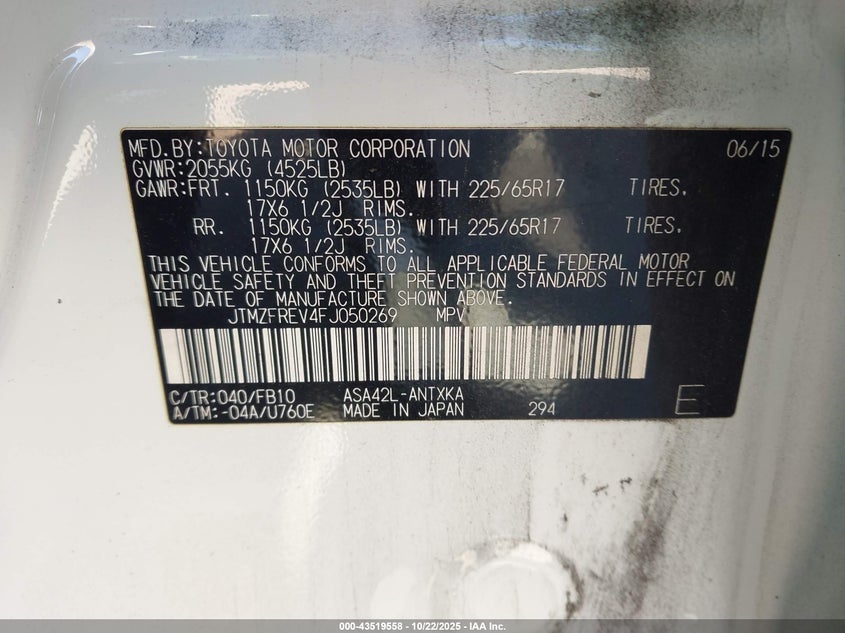 MFD.BY:TOYOTA MOTOR CORPORATION 06/15
GVWR:2055KG (4525LB)
GAWR:FRT. 1150KG (2535LB) WITH 225/65R17 TIRES.
17X6 1/2J RIMS.
RR. 1150KG (2535LB) WITH 225/65R17 TIRES.
17X6 1/2J RIMS.
THIS VEHICLE CONFORMS TO ALL APPLICABLE FEDERAL MOTOR
VEHICLE SAFETY AND THEFT PREVENTION STANDARDS IN EFFECT ON
THE DATE OF MANUFACTURE SHOWN ABOVE.
JTMZFREV4FJ050269 MPV
C/TR:040/FB10 ASA42L-ANTXKA
A/TM:-04A/U760E MADE IN JAPAN 294 E
000-43519558 - 10/22/2025 - IAA Inc.